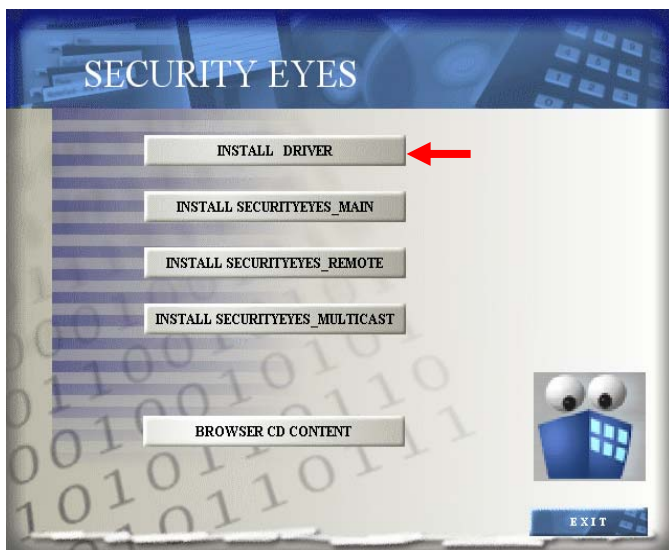 SECURITY EYES
INSTALL DRIVER
INSTALL SECURITYEYES_MAIN
INSTALL SECURITYEYES_REMOTE
INSTALL SECURITYEYES_MULTICAST
BROWSER CD CONTENT
EXIT